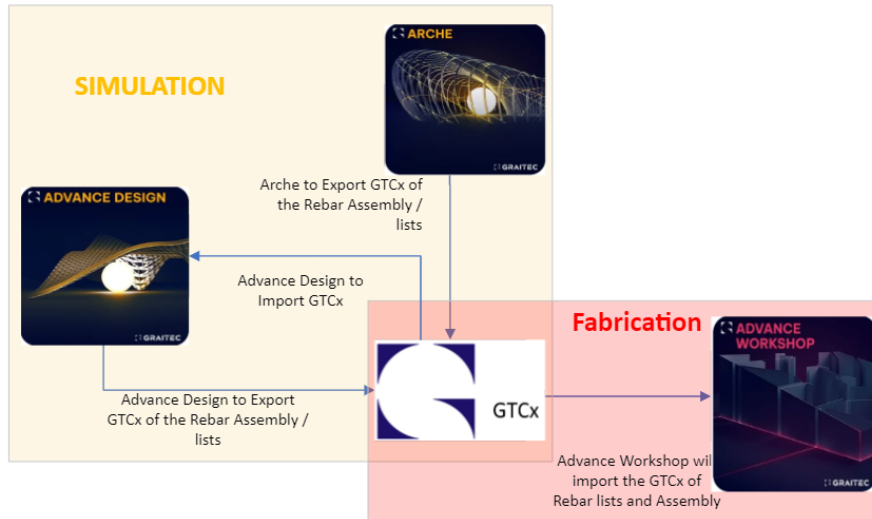 ARCHE
SIMULATION
GRAITEC
Arche to Export GTCx of
the Rebar Assembly /
lists
ADVANCE DESIGN
Advance Design to
Import GTCx
Fabrication
ADVANCE
WORKSHOP
GRAITEC
Advance Design to Export
GTCx of the Rebar Assembly /
lists
GTCx
Advance Workshop wil
import the GTCx of
Rebar lists and Assembly
GRAITEC